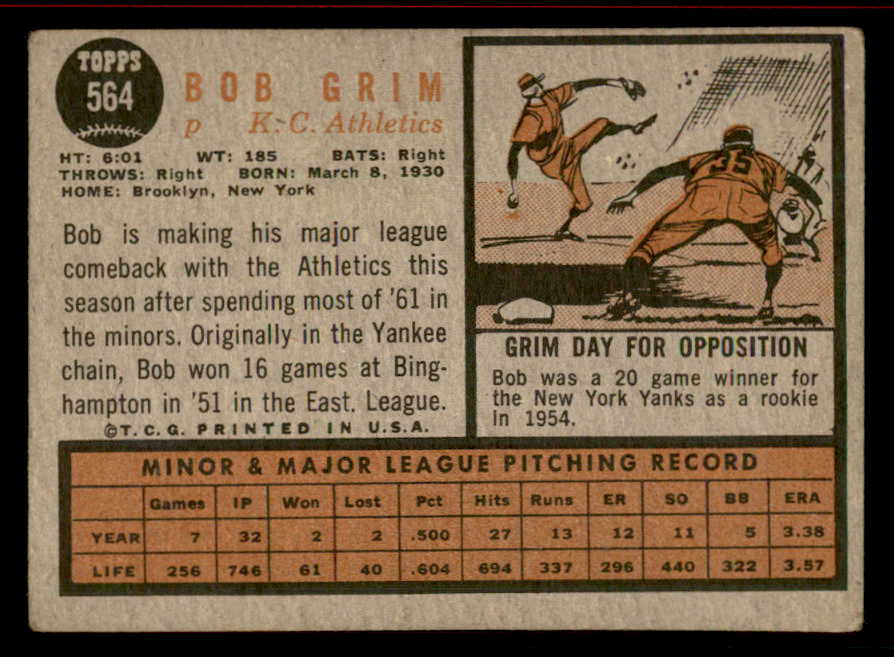 TOPPS
564
BOB GRIM
p K.C. Athletics
HT: 6:01 WT: 185 BATS: Right
THROWS: Right BORN: March 8, 1930
HOME: Brooklyn, New York
Bob is making his major league
comeback with the Athletics this
season after spending most of '61 in
the minors. Originally in the Yankee
chain, Bob won 16 games at Bing-
hampton in '51 in the East. League.
©T.C.G. PRINTED IN U.S.A.
35
GRIM DAY FOR OPPOSITION
Bob was a 20 game winner for
the New York Yanks as a rookie
in 1954.
MINOR & MAJOR LEAGUE PITCHING RECORD
Games IP Won Lost Pct Hits Runs ER SO BB ERA
YEAR 7 32 2 2 .500 27 13 12 11 5 3.38
LIFE 256 746 61 40 .604 694 337 296 440 322 3.57